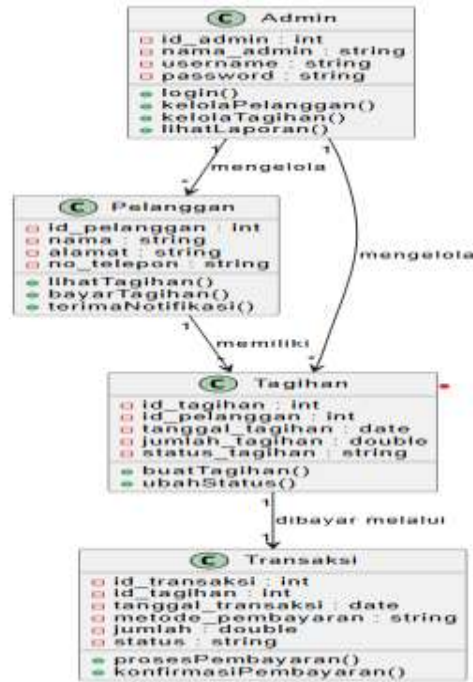 C Admin
id_admin : int
nama_admin : string
username : string
password : string
login()
kelolaPelanggan()
kelolaTagihan()
lihatLaporan()
1 1
mengelola
*
C Pelanggan
id_pelanggan : int
nama : string
alamat : string
no_telepon : string
lihatTagihan()
bayarTagihan()
terimaNotifikasi()
mengelola
1
memiliki
* *
C Tagihan
id_tagihan : int
id_pelanggan : int
tanggal_tagihan : date
jumlah_tagihan : double
status_tagihan : string
buatTagihan()
ubahStatus()
1
dibayar melalui
1
C Transaksi
id_transaksi : int
id_tagihan : int
tanggal_transaksi : date
metode_pembayaran : string
jumlah : double
status : string
prosesPembayaran()
konfirmasiPembayaran()